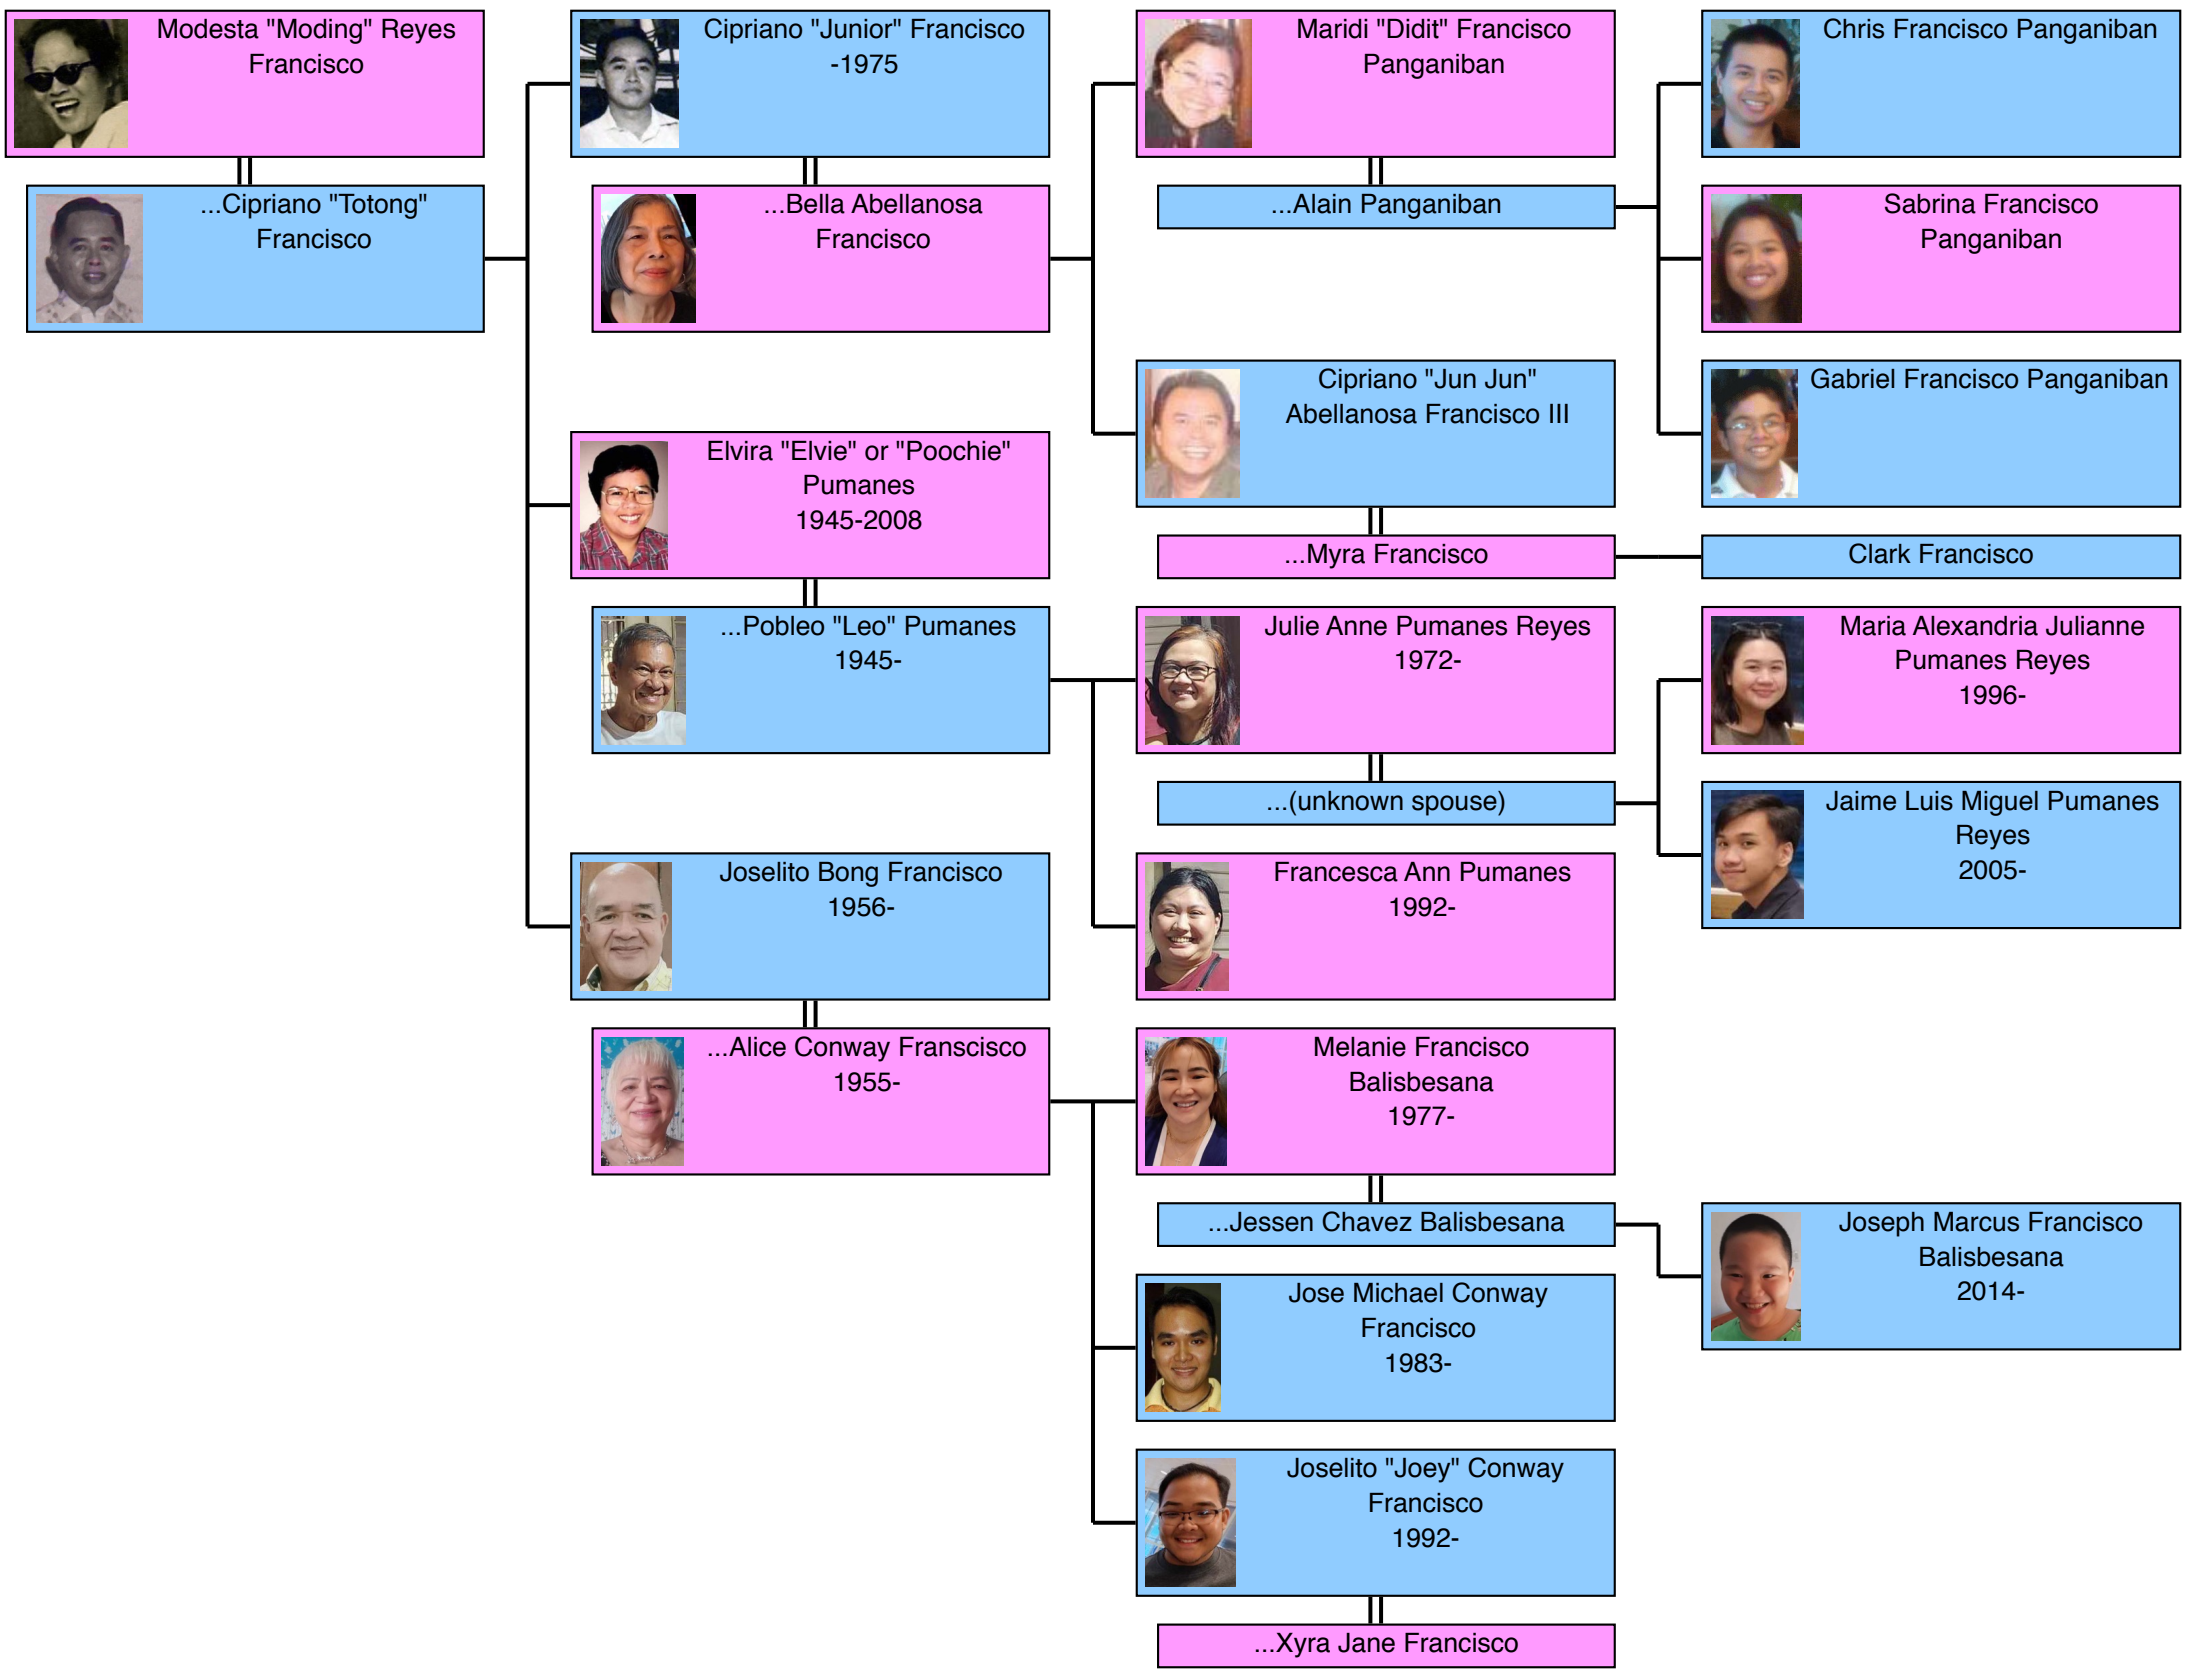 Modesta "Moding" Reyes
Francisco
...Cipriano "Totong"
Francisco
Cipriano "Junior" Francisco
-1975
...Bella Abellanosa
Francisco
Maridi "Didit" Francisco
Panganiban
...Alain Panganiban
Chris Francisco Panganiban
Sabrina Francisco
Panganiban
Gabriel Francisco Panganiban
Cipriano "Jun Jun"
Abellanosa Francisco III
...Myra Francisco
Clark Francisco
Elvira "Elvie" or "Poochie"
Pumanes
1945-2008
...Pobleo "Leo" Pumanes
1945-
Julie Anne Pumanes Reyes
1972-
...(unknown spouse)
Maria Alexandria Julianne
Pumanes Reyes
1996-
Jaime Luis Miguel Pumanes
Reyes
2005-
Francesca Ann Pumanes
1992-
Joselito Bong Francisco
1956-
...Alice Conway Franscisco
1955-
Melanie Francisco
Balisbesana
1977-
...Jessen Chavez Balisbesana
Joseph Marcus Francisco
Balisbesana
2014-
Jose Michael Conway
Francisco
1983-
Joselito "Joey" Conway
Francisco
1992-
...Xyra Jane Francisco